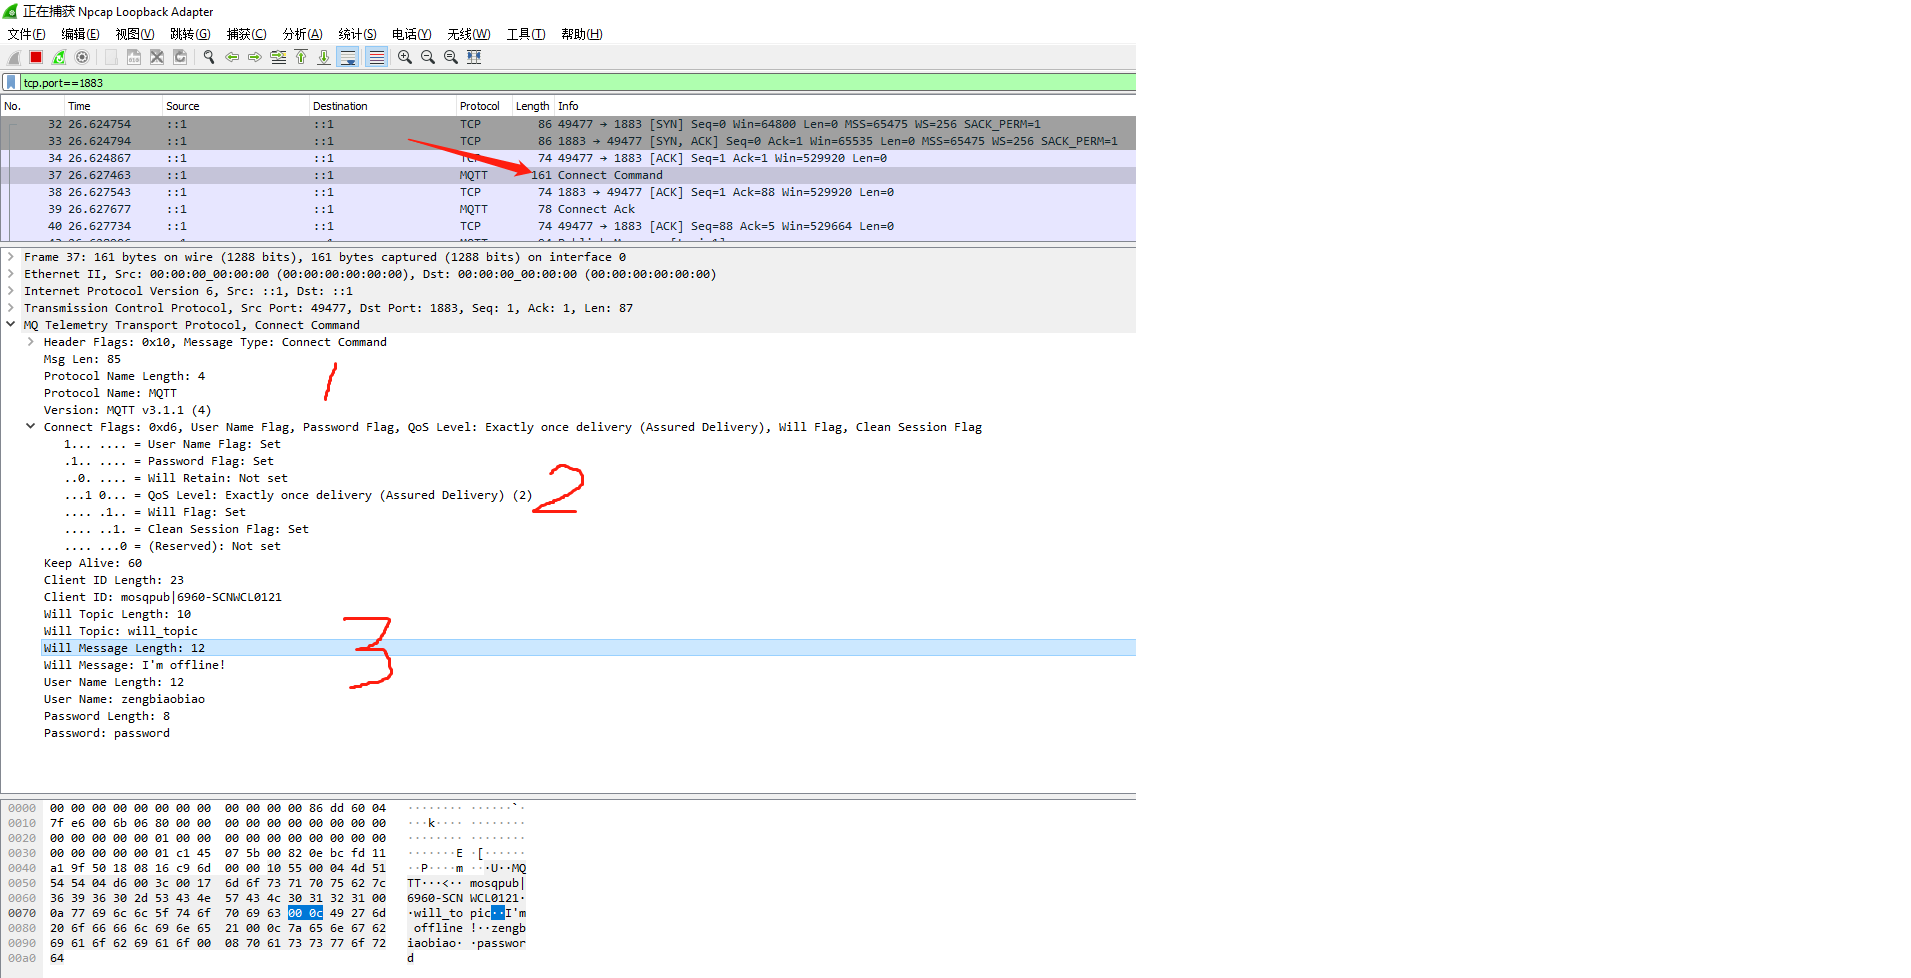 正在捕获 Npcap Loopback Adapter
文件(F) 编辑(E) 视图(V) 跳转(G) 捕获(C) 分析(A) 统计(S) 电话(Y) 无线(W) 工具(T) 帮助(H)
tcp.port==1883
No. Time Source Destination Protocol Length Info
32 26.624754 ::1 ::1 TCP 86 49477 → 1883 [SYN] Seq=0 Win=64800 Len=0 MSS=65475 WS=256 SACK_PERM=1
33 26.624794 ::1 ::1 TCP 86 1883 → 49477 [SYN, ACK] Seq=0 Ack=1 Win=65535 Len=0 MSS=65475 WS=256 SACK_PERM=1
34 26.624867 ::1 ::1 TCP 74 49477 → 1883 [ACK] Seq=1 Ack=1 Win=529920 Len=0
37 26.627463 ::1 ::1 MQTT 161 Connect Command
38 26.627543 ::1 ::1 TCP 74 1883 → 49477 [ACK] Seq=1 Ack=88 Win=529920 Len=0
39 26.627677 ::1 ::1 MQTT 78 Connect Ack
40 26.627734 ::1 ::1 TCP 74 49477 → 1883 [ACK] Seq=88 Ack=5 Win=529664 Len=0
Frame 37: 161 bytes on wire (1288 bits), 161 bytes captured (1288 bits) on interface 0
Ethernet II, Src: 00:00:00_00:00:00 (00:00:00:00:00:00), Dst: 00:00:00_00:00:00 (00:00:00:00:00:00)
Internet Protocol Version 6, Src: ::1, Dst: ::1
Transmission Control Protocol, Src Port: 49477, Dst Port: 1883, Seq: 1, Ack: 1, Len: 87
MQ Telemetry Transport Protocol, Connect Command
Header Flags: 0x10, Message Type: Connect Command
Msg Len: 85
Protocol Name Length: 4
1
Protocol Name: MQTT
Version: MQTT v3.1.1 (4)
Connect Flags: 0xd6, User Name Flag, Password Flag, QoS Level: Exactly once delivery (Assured Delivery), Will Flag, Clean Session Flag
1... .... = User Name Flag: Set
.1.. .... = Password Flag: Set
..0. .... = Will Retain: Not set
...1 0... = QoS Level: Exactly once delivery (Assured Delivery) (2)
2
.... .1.. = Will Flag: Set
.... ..1. = Clean Session Flag: Set
.... ...0 = (Reserved): Not set
Keep Alive: 60
Client ID Length: 23
Client ID: mosqpub|6960-SCNWCL0121
Will Topic Length: 10
Will Topic: will_topic
Will Message Length: 12
3
Will Message: I'm offline!
User Name Length: 12
User Name: zengbiaobiao
Password Length: 8
Password: password
0000 00 00 00 00 00 00 00 00 00 00 00 00 86 dd 60 04 ········ ······`·
0010 7f e6 00 6b 06 80 00 00 00 00 00 00 00 00 00 00 ···k···· ········
0020 00 00 00 00 00 01 00 00 00 00 00 00 00 00 00 00 ········ ········
0030 00 00 00 00 00 01 c1 45 07 5b 00 82 0e bc fd 11 ·······E ·[······
0040 a1 9f 50 18 08 16 c9 6d 00 00 10 55 00 04 4d 51 ··P····m ···U··MQ
0050 54 54 04 d6 00 3c 00 17 6d 6f 73 71 70 75 62 7c TT···<·· mosqpub|
0060 36 39 36 30 2d 53 43 4e 57 43 4c 30 31 32 31 00 6960-SCN WCL0121·
0070 0a 77 69 6c 6c 5f 74 6f 70 69 63 00 0c 49 27 6d ·will_to pic··I'm
0080 20 6f 66 66 6c 69 6e 65 21 00 0c 7a 65 6e 67 62 offline !··zengb
0090 69 61 6f 62 69 61 6f 00 08 70 61 73 73 77 6f 72 iaobiao· ·passwor
00a0 64 d